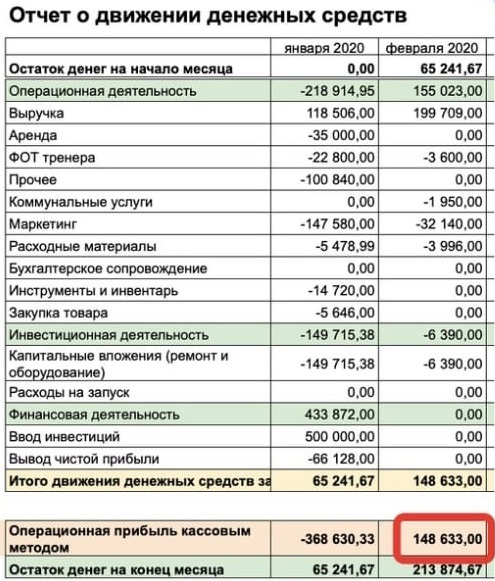 Отчет о движении денежных средств
января 2020 февраля 2020
Остаток денег на начало месяца 0,00 65 241,67
Операционная деятельность -218 914,95 155 023,00
Выручка 118 506,00 199 709,00
Аренда -35 000,00 0,00
ФОТ тренера -22 800,00 -3 600,00
Прочее -100 840,00 0,00
Коммунальные услуги 0,00 -1 950,00
Маркетинг -147 580,00 -32 140,00
Расходные материалы -5 478,99 -3 996,00
Бухгалтерское сопровождение 0,00 0,00
Инструменты и инвентарь -14 720,00 0,00
Закупка товара -5 646,00 0,00
Инвестиционная деятельность -149 715,38 -6 390,00
Капитальные вложения (ремонт и
оборудование) -149 715,38 -6 390,00
Расходы на запуск 0,00 0,00
Финансовая деятельность 433 872,00 0,00
Ввод инвестиций 500 000,00 0,00
Вывод чистой прибыли -66 128,00 0,00
Итого движения денежных средств за 65 241,67 148 633,00
Операционная прибыль кассовым
методом -368 630,33 148 633,00
Остаток денег на конец месяца 65 241,67 213 874,67